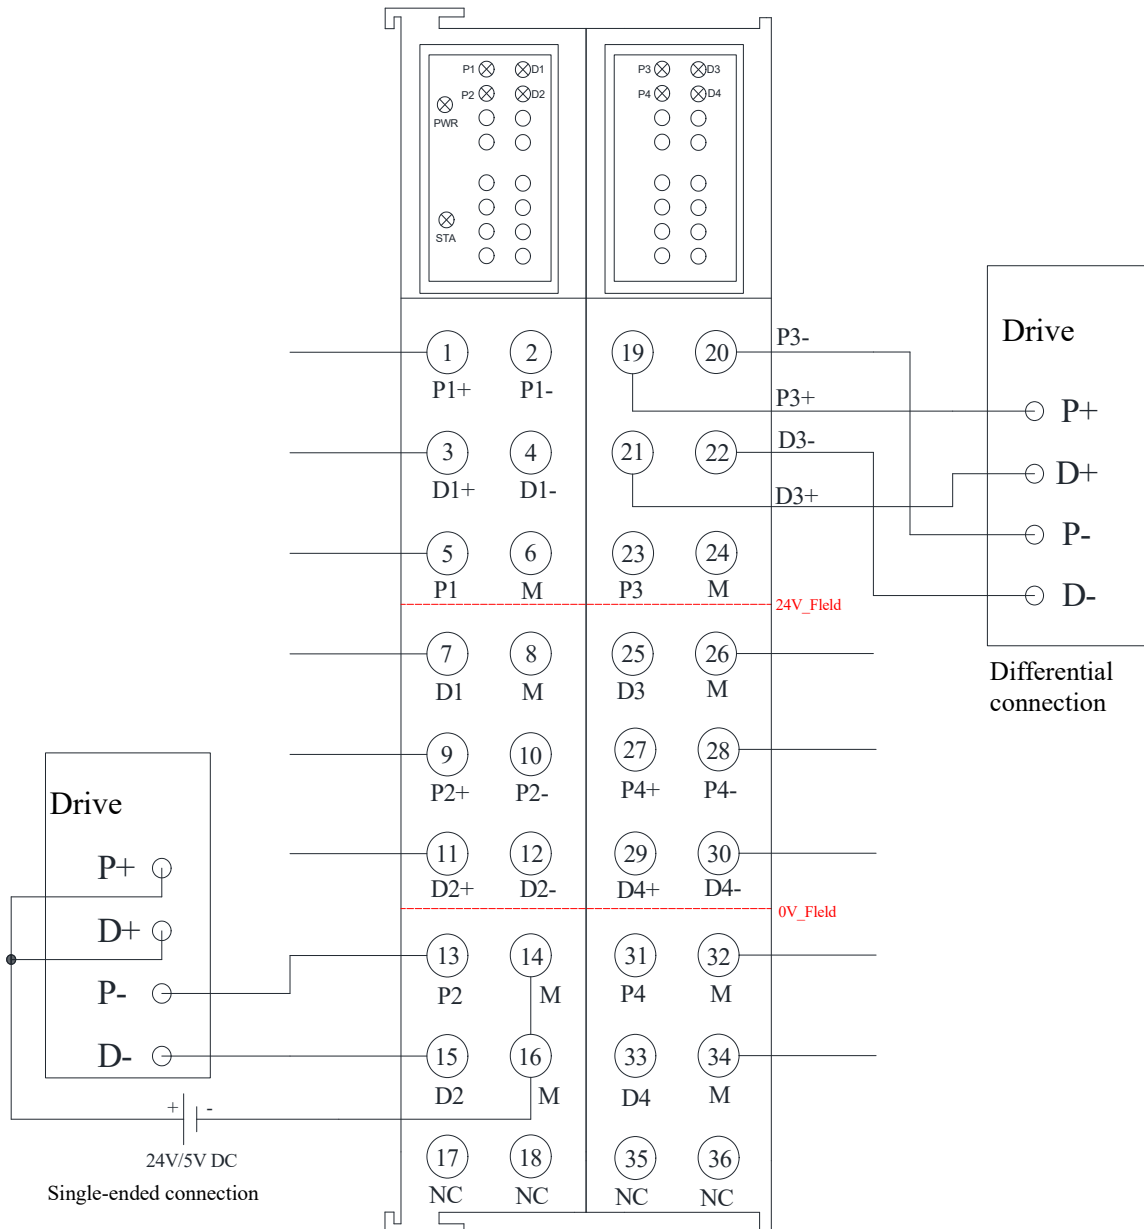 P1 D1 P3 D3
P2 D2 P4 D4
PWR
STA
1 2 19 20 P3-
P1+ P1-
P3+
3 4 21 22 D3-
D1+ D1-
D3+
5 6 23 24
P1 M P3 M
24V_Fleld
7 8 25 26
D1 M D3 M
9 10 27 28
P2+ P2- P4+ P4-
11 12 29 30
D2+ D2- D4+ D4-
0V_Fleld
13 14 31 32
P2 M P4 M
15 16 33 34
D2 M D4 M
17 18 35 36
NC NC NC NC
Drive
P+
D+
P-
D-
Differential
connection
Drive
P+
D+
P-
D-
+ -
24V/5V DC
Single-ended connection